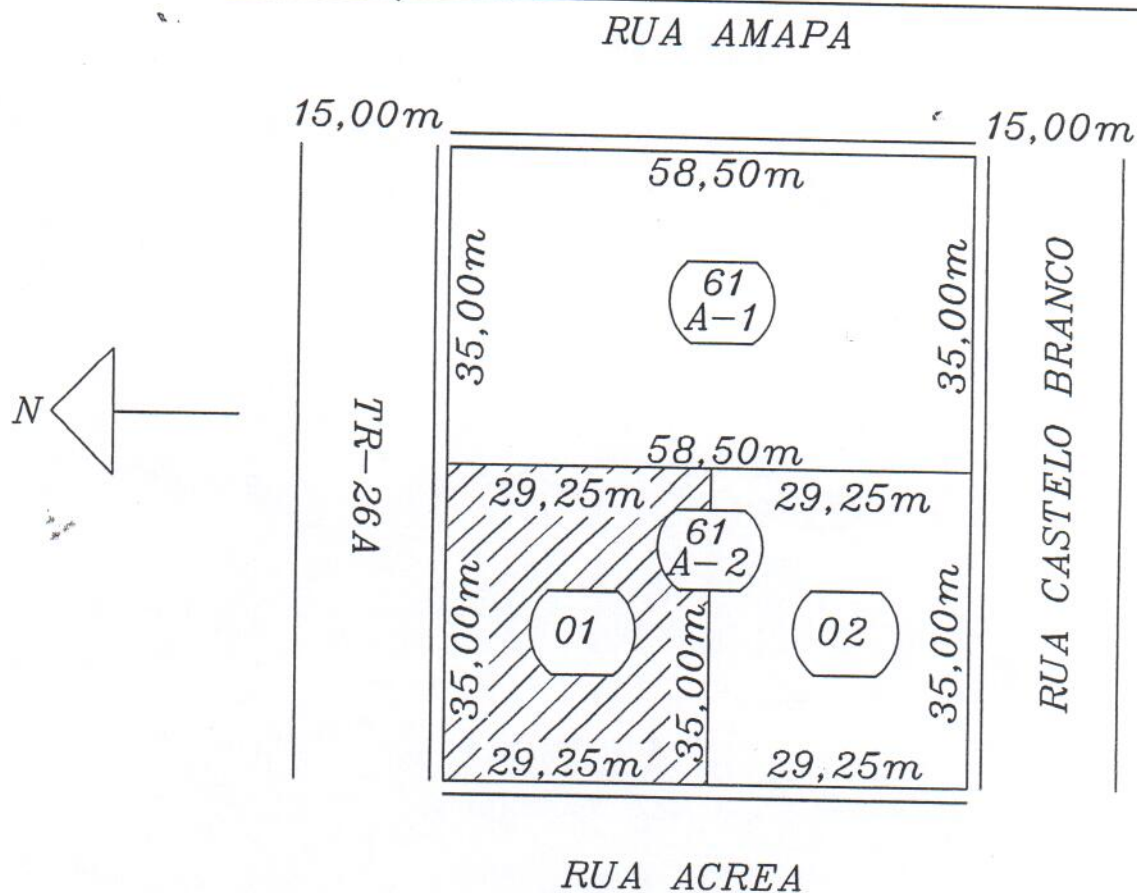 RUA AMAPA
15,00m
15,00m
58,50m
35,00m
61
A-1
35,00m
N
TR-26A
RUA CASTELO BRANCO
58,50m
29,25m
29,25m
61
A-2
35,00m
01
35,00m
02
35,00m
29,25m
29,25m
RUA ACREA